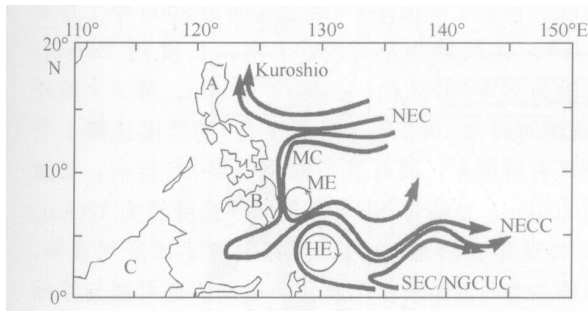 110° 120° 130° 140° 150°E
20°
N
A
Kuroshio
NEC
10°
MC
ME
B
NECC
C
HE
SEC/NGCUC
0°